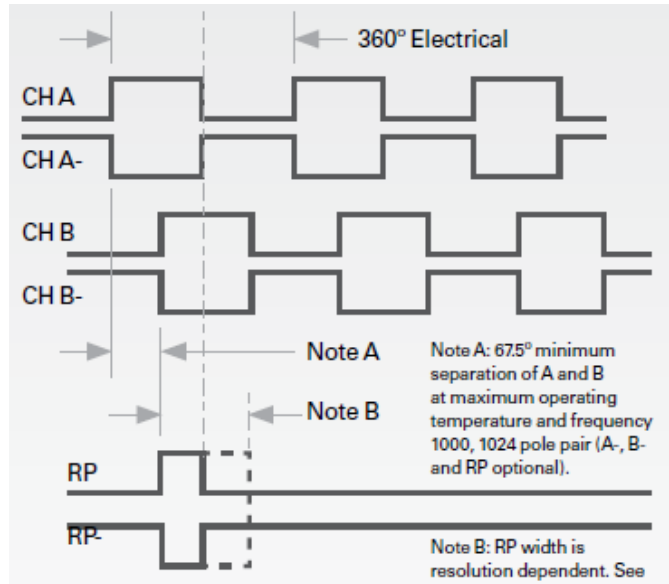 360° Electrical
CH A
CH A-
CH B
CH B-
Note A
Note B
Note A: 67.5° minimum
separation of A and B
at maximum operating
temperature and frequency
1000, 1024 pole pair (A-, B-
and RP optional).
RP
RP-
Note B: RP width is
resolution dependent. See